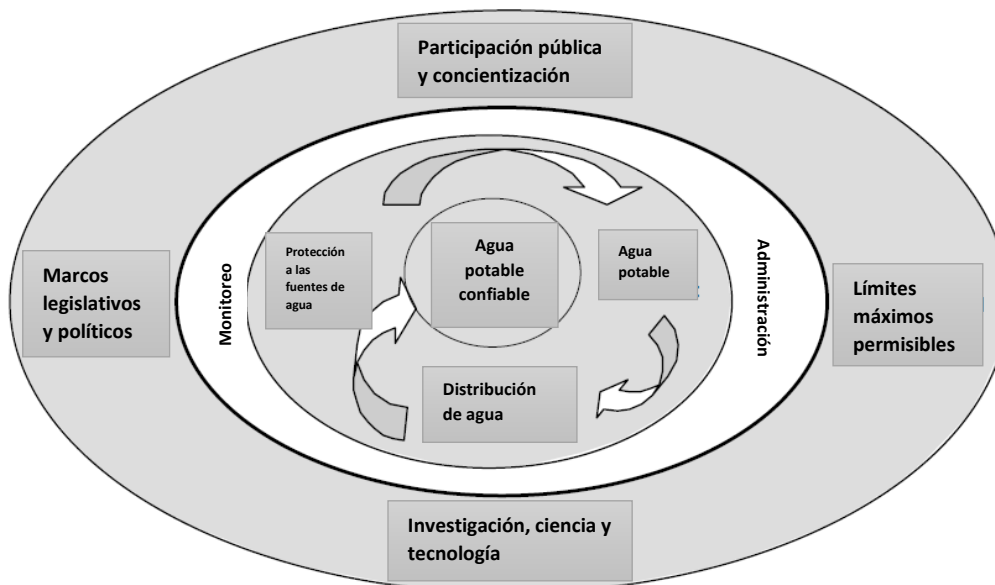 Participación pública
y concientización
Marcos
legislativos
y políticos
Monitoreo
Protección
a las
fuentes de
agua
Agua
potable
confiable
Agua
potable
Administración
Límites
máximos
permisibles
Distribución
de agua
Investigación, ciencia y
tecnología